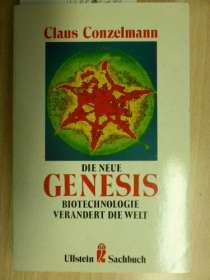 Claus Conzelmann
DIE NEUE
GENESIS
BIOTECHNOLOGIE
VERÄNDERT DIE WELT
Ullstein Sachbuch